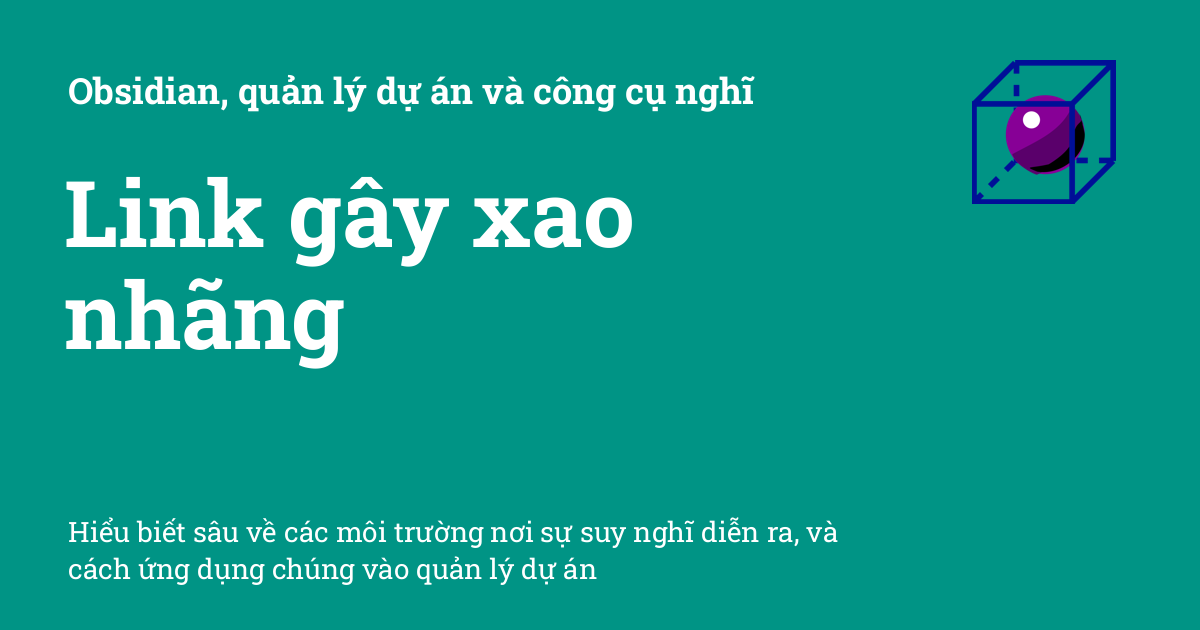 Obsidian, quản lý dự án và công cụ nghĩ
Link gây xao
nhãng
Hiểu biết sâu về các môi trường nơi sự suy nghĩ diễn ra, và
cách ứng dụng chúng vào quản lý dự án